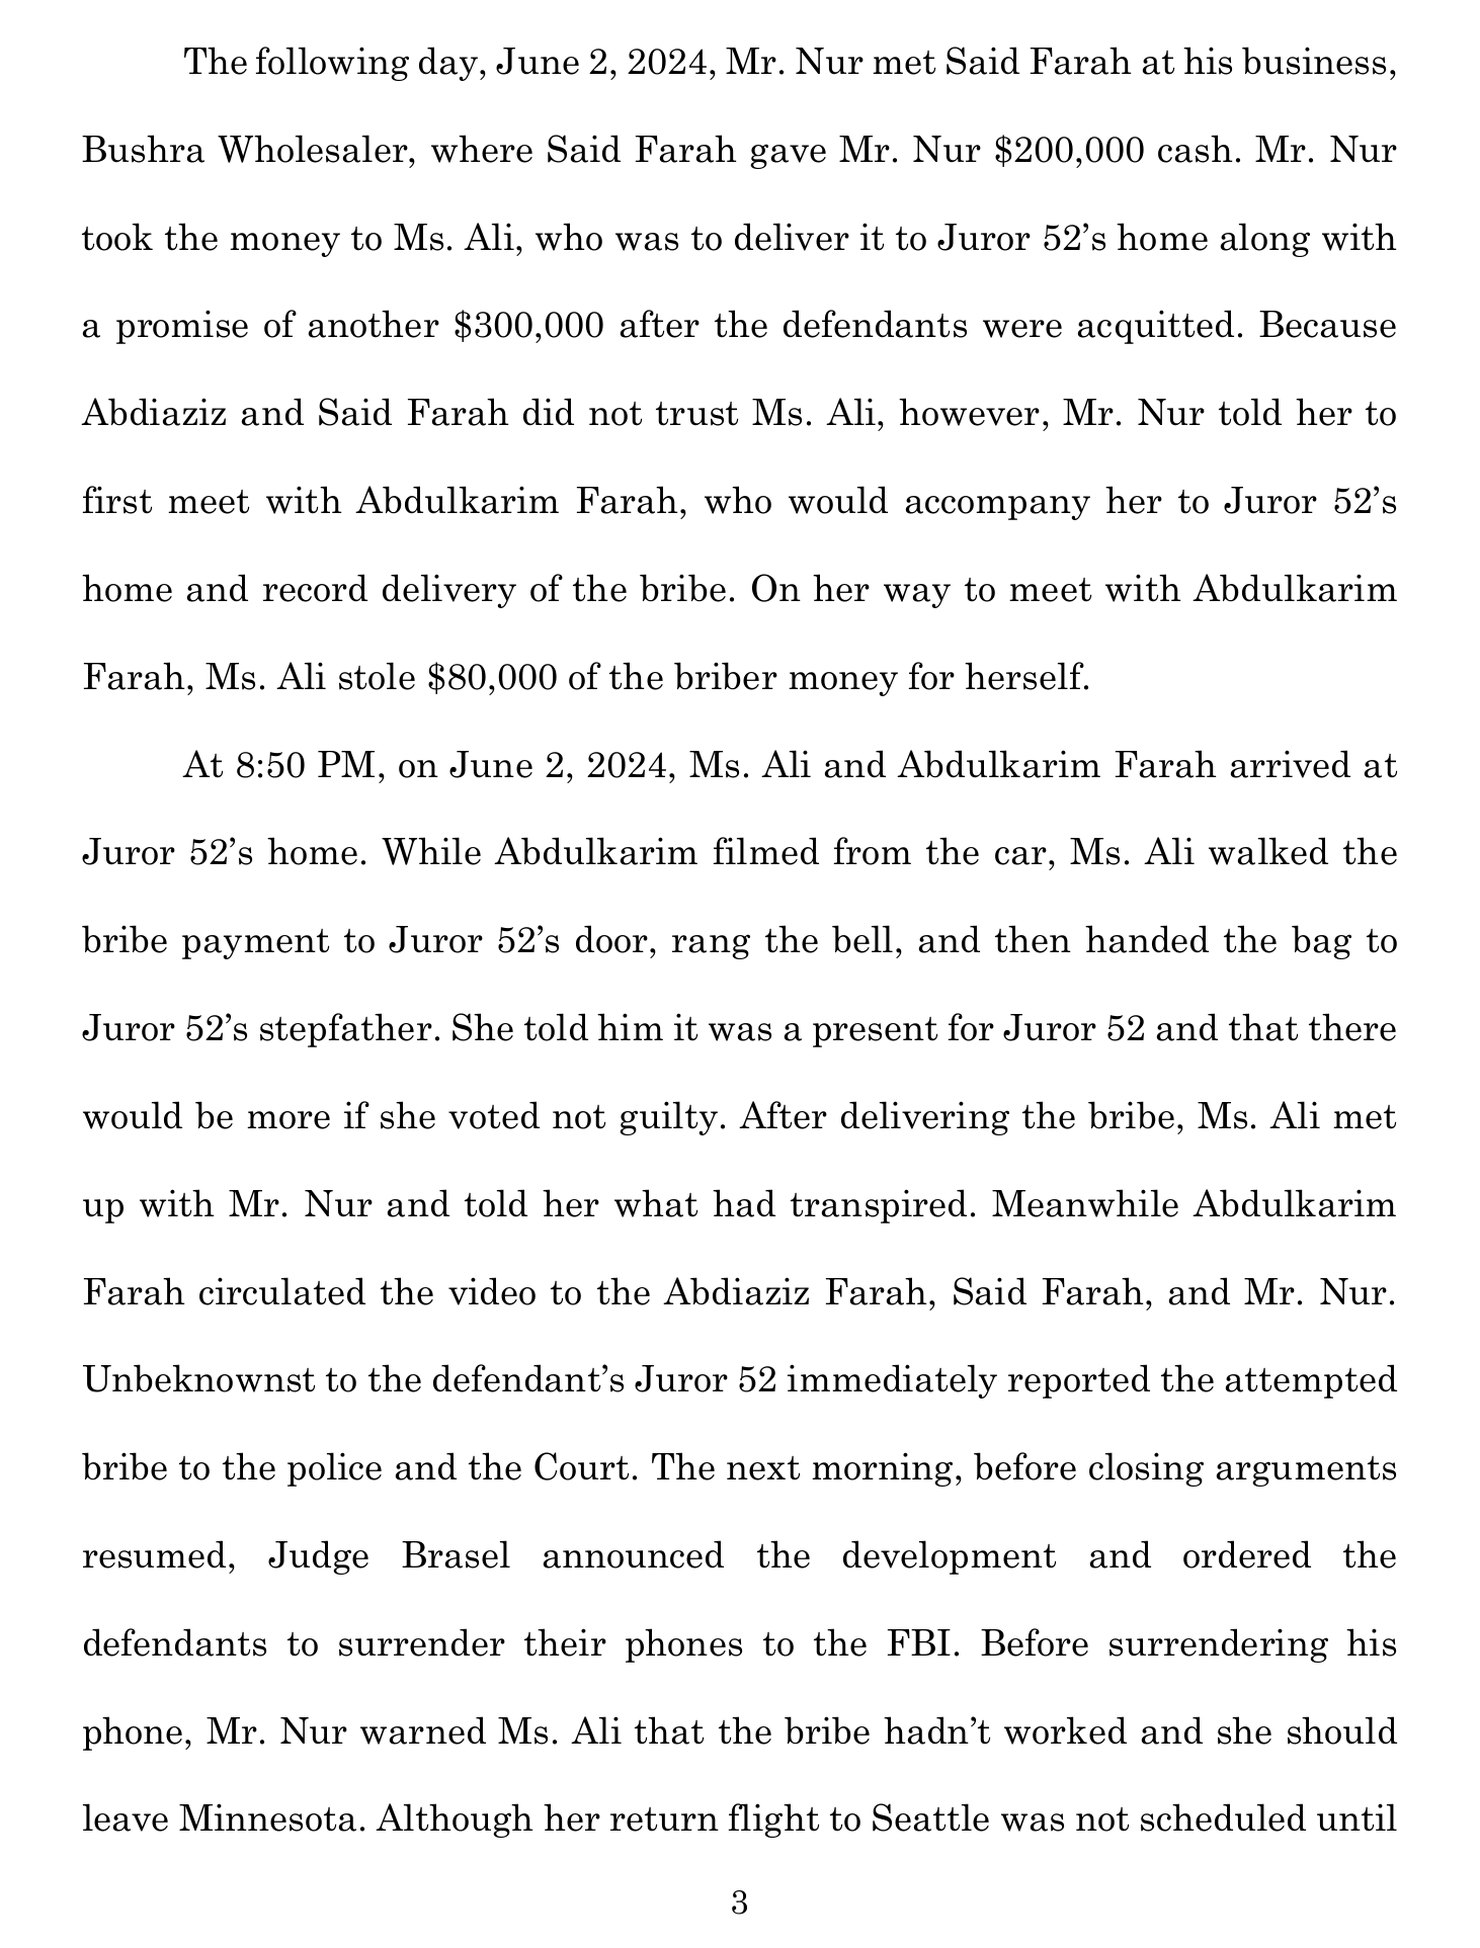 The following day, June 2, 2024, Mr. Nur met Said Farah at his business,
Bushra Wholesaler, where Said Farah gave Mr. Nur $200,000 cash. Mr. Nur
took the money to Ms. Ali, who was to deliver it to Juror 52’s home along with
a promise of another $300,000 after the defendants were acquitted. Because
Abdiaziz and Said Farah did not trust Ms. Ali, however, Mr. Nur told her to
first meet with Abdulkarim Farah, who would accompany her to Juror 52’s
home and record delivery of the bribe. On her way to meet with Abdulkarim
Farah, Ms. Ali stole $80,000 of the briber money for herself.
At 8:50 PM, on June 2, 2024, Ms. Ali and Abdulkarim Farah arrived at
Juror 52’s home. While Abdulkarim filmed from the car, Ms. Ali walked the
bribe payment to Juror 52’s door, rang the bell, and then handed the bag to
Juror 52’s stepfather. She told him it was a present for Juror 52 and that there
would be more if she voted not guilty. After delivering the bribe, Ms. Ali met
up with Mr. Nur and told her what had transpired. Meanwhile Abdulkarim
Farah circulated the video to the Abdiaziz Farah, Said Farah, and Mr. Nur.
Unbeknownst to the defendant’s Juror 52 immediately reported the attempted
bribe to the police and the Court. The next morning, before closing arguments
resumed, Judge Brasel announced the development and ordered the
defendants to surrender their phones to the FBI. Before surrendering his
phone, Mr. Nur warned Ms. Ali that the bribe hadn’t worked and she should
leave Minnesota. Although her return flight to Seattle was not scheduled until
3